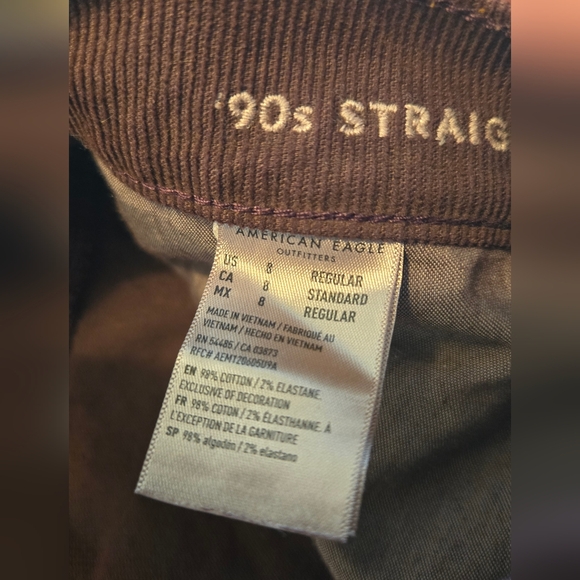 '90s STRAIG
AMERICAN EAGLE
OUTFITTERS
US 8 REGULAR
CA 8 STANDARD
MX 8 REGULAR
MADE IN VIETNAM / FABRIQUÉ AU
VIETNAM / HECHO EN VIETNAM
RN 54485 / CA 03873
RFC# AEM120605U9A
EN 98% COTTON / 2% ELASTANE
EXCLUSIVE OF DECORATION
FR 98% COTON / 2% ÉLASTHANNE. À
L'EXCEPTION DE LA GARNITURE
SP 98% algodón / 2% elastano